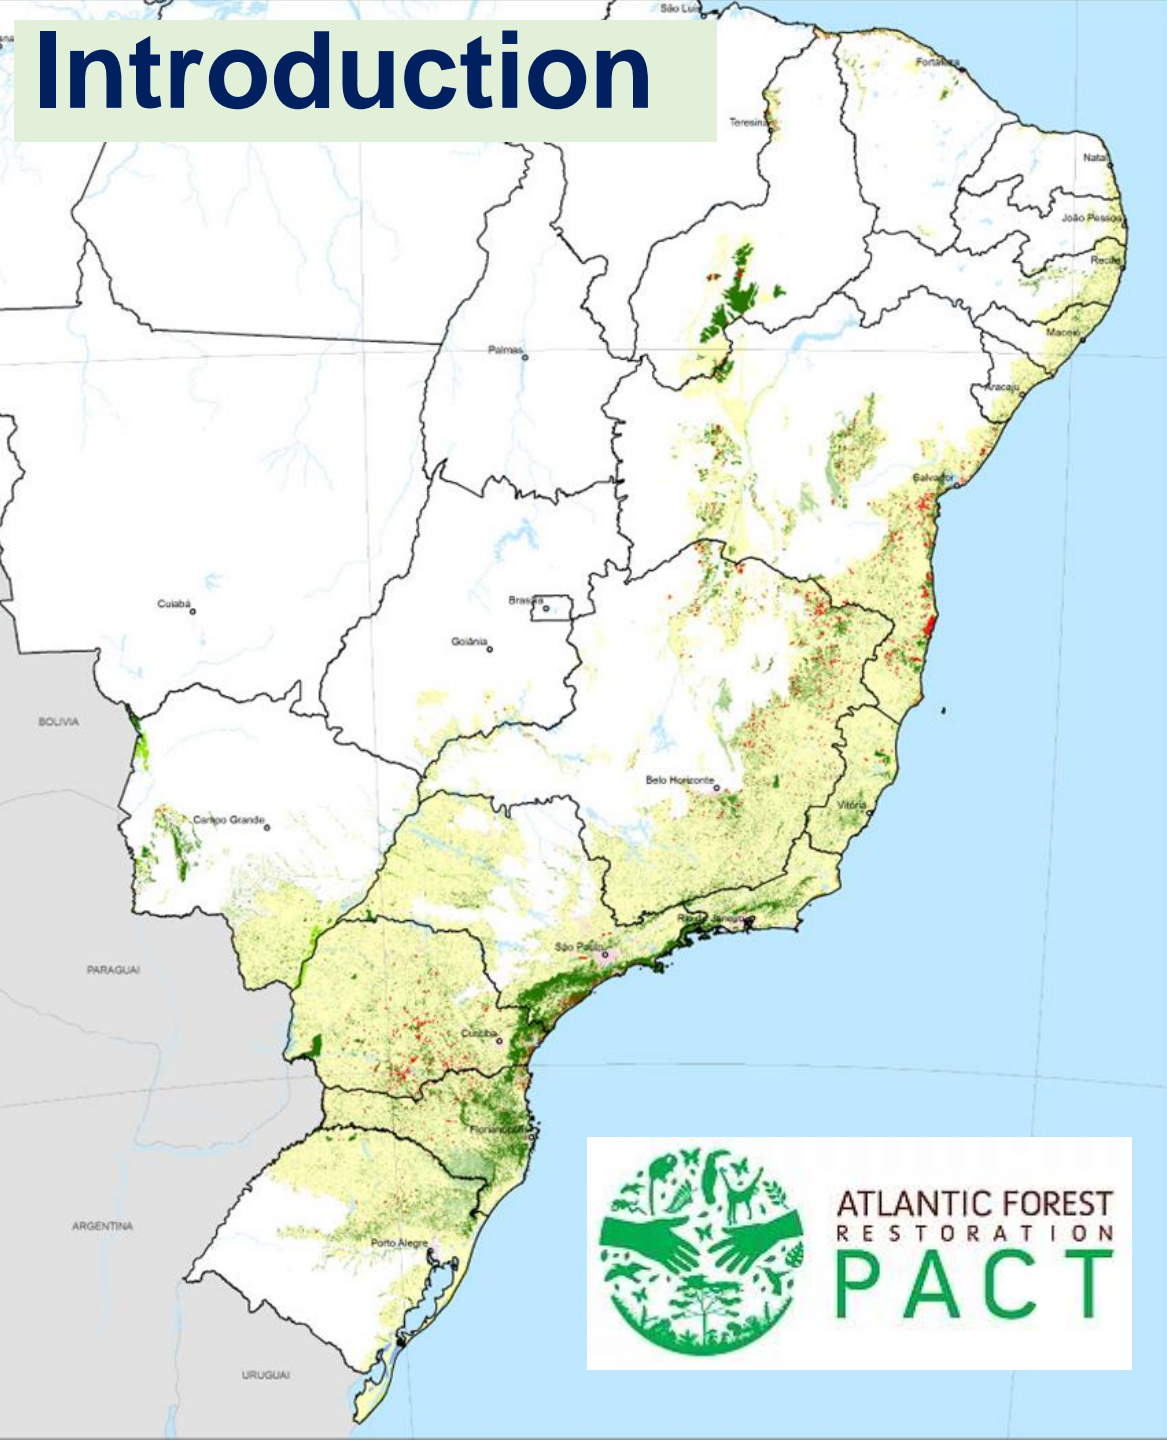 São Luís
Introduction
Fortaleza
Teresina
Natal
João Pessoa
Recife
Maceió
Palmas
Aracaju
Salvador
Cuiabá
Brasília
Goiânia
BOLIVIA
Belo Horizonte
Vitória
Campo Grande
Rio de Janeiro
São Paulo
PARAGUAI
Curitiba
Florianópolis
ATLANTIC FOREST
RESTORATION
PACT
ARGENTINA
Porto Alegre
URUGUAI